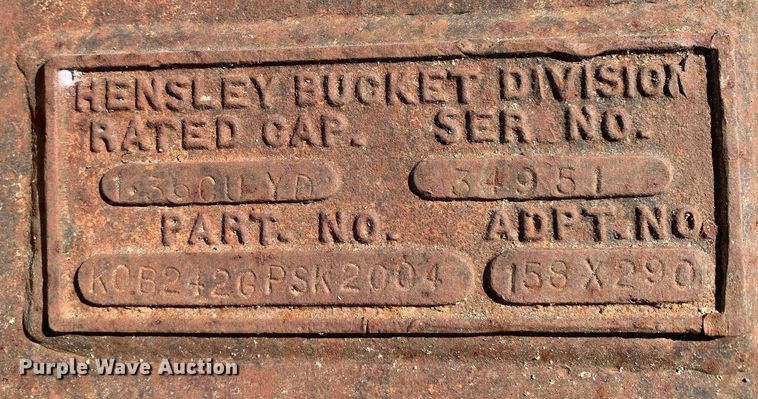 HENSLEY BUCKET DIVISION
RATED CAP. SER. NO.
1.36CU YD 34951
PART. NO. ADPT. NO.
KOB242GPSK2004 158X290
Purple Wave Auction